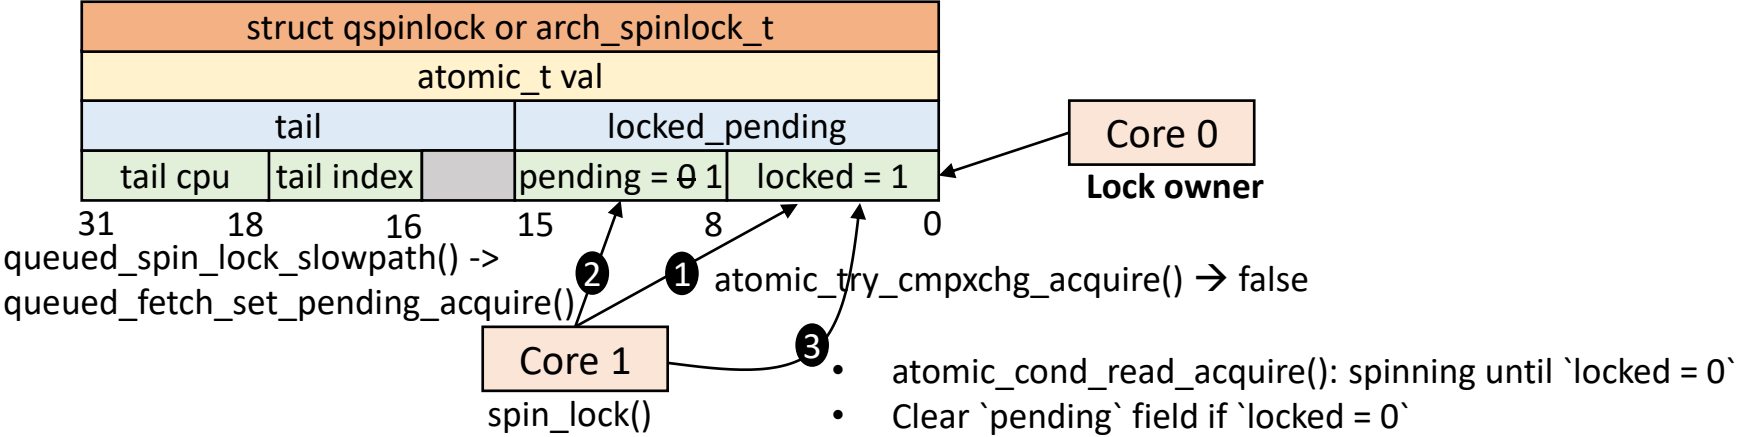 struct qspinlock or arch_spinlock_t
atomic_t val
tail
locked_pending
tail cpu
tail index
pending = 0 1
locked = 1
31
18
16
15
8
0
Core 0
Lock owner
queued_spin_lock_slowpath() ->
queued_fetch_set_pending_acquire()
2
1
atomic_try_cmpxchg_acquire() → false
Core 1
spin_lock()
3
• atomic_cond_read_acquire(): spinning until `locked = 0`
• Clear `pending` field if `locked = 0`